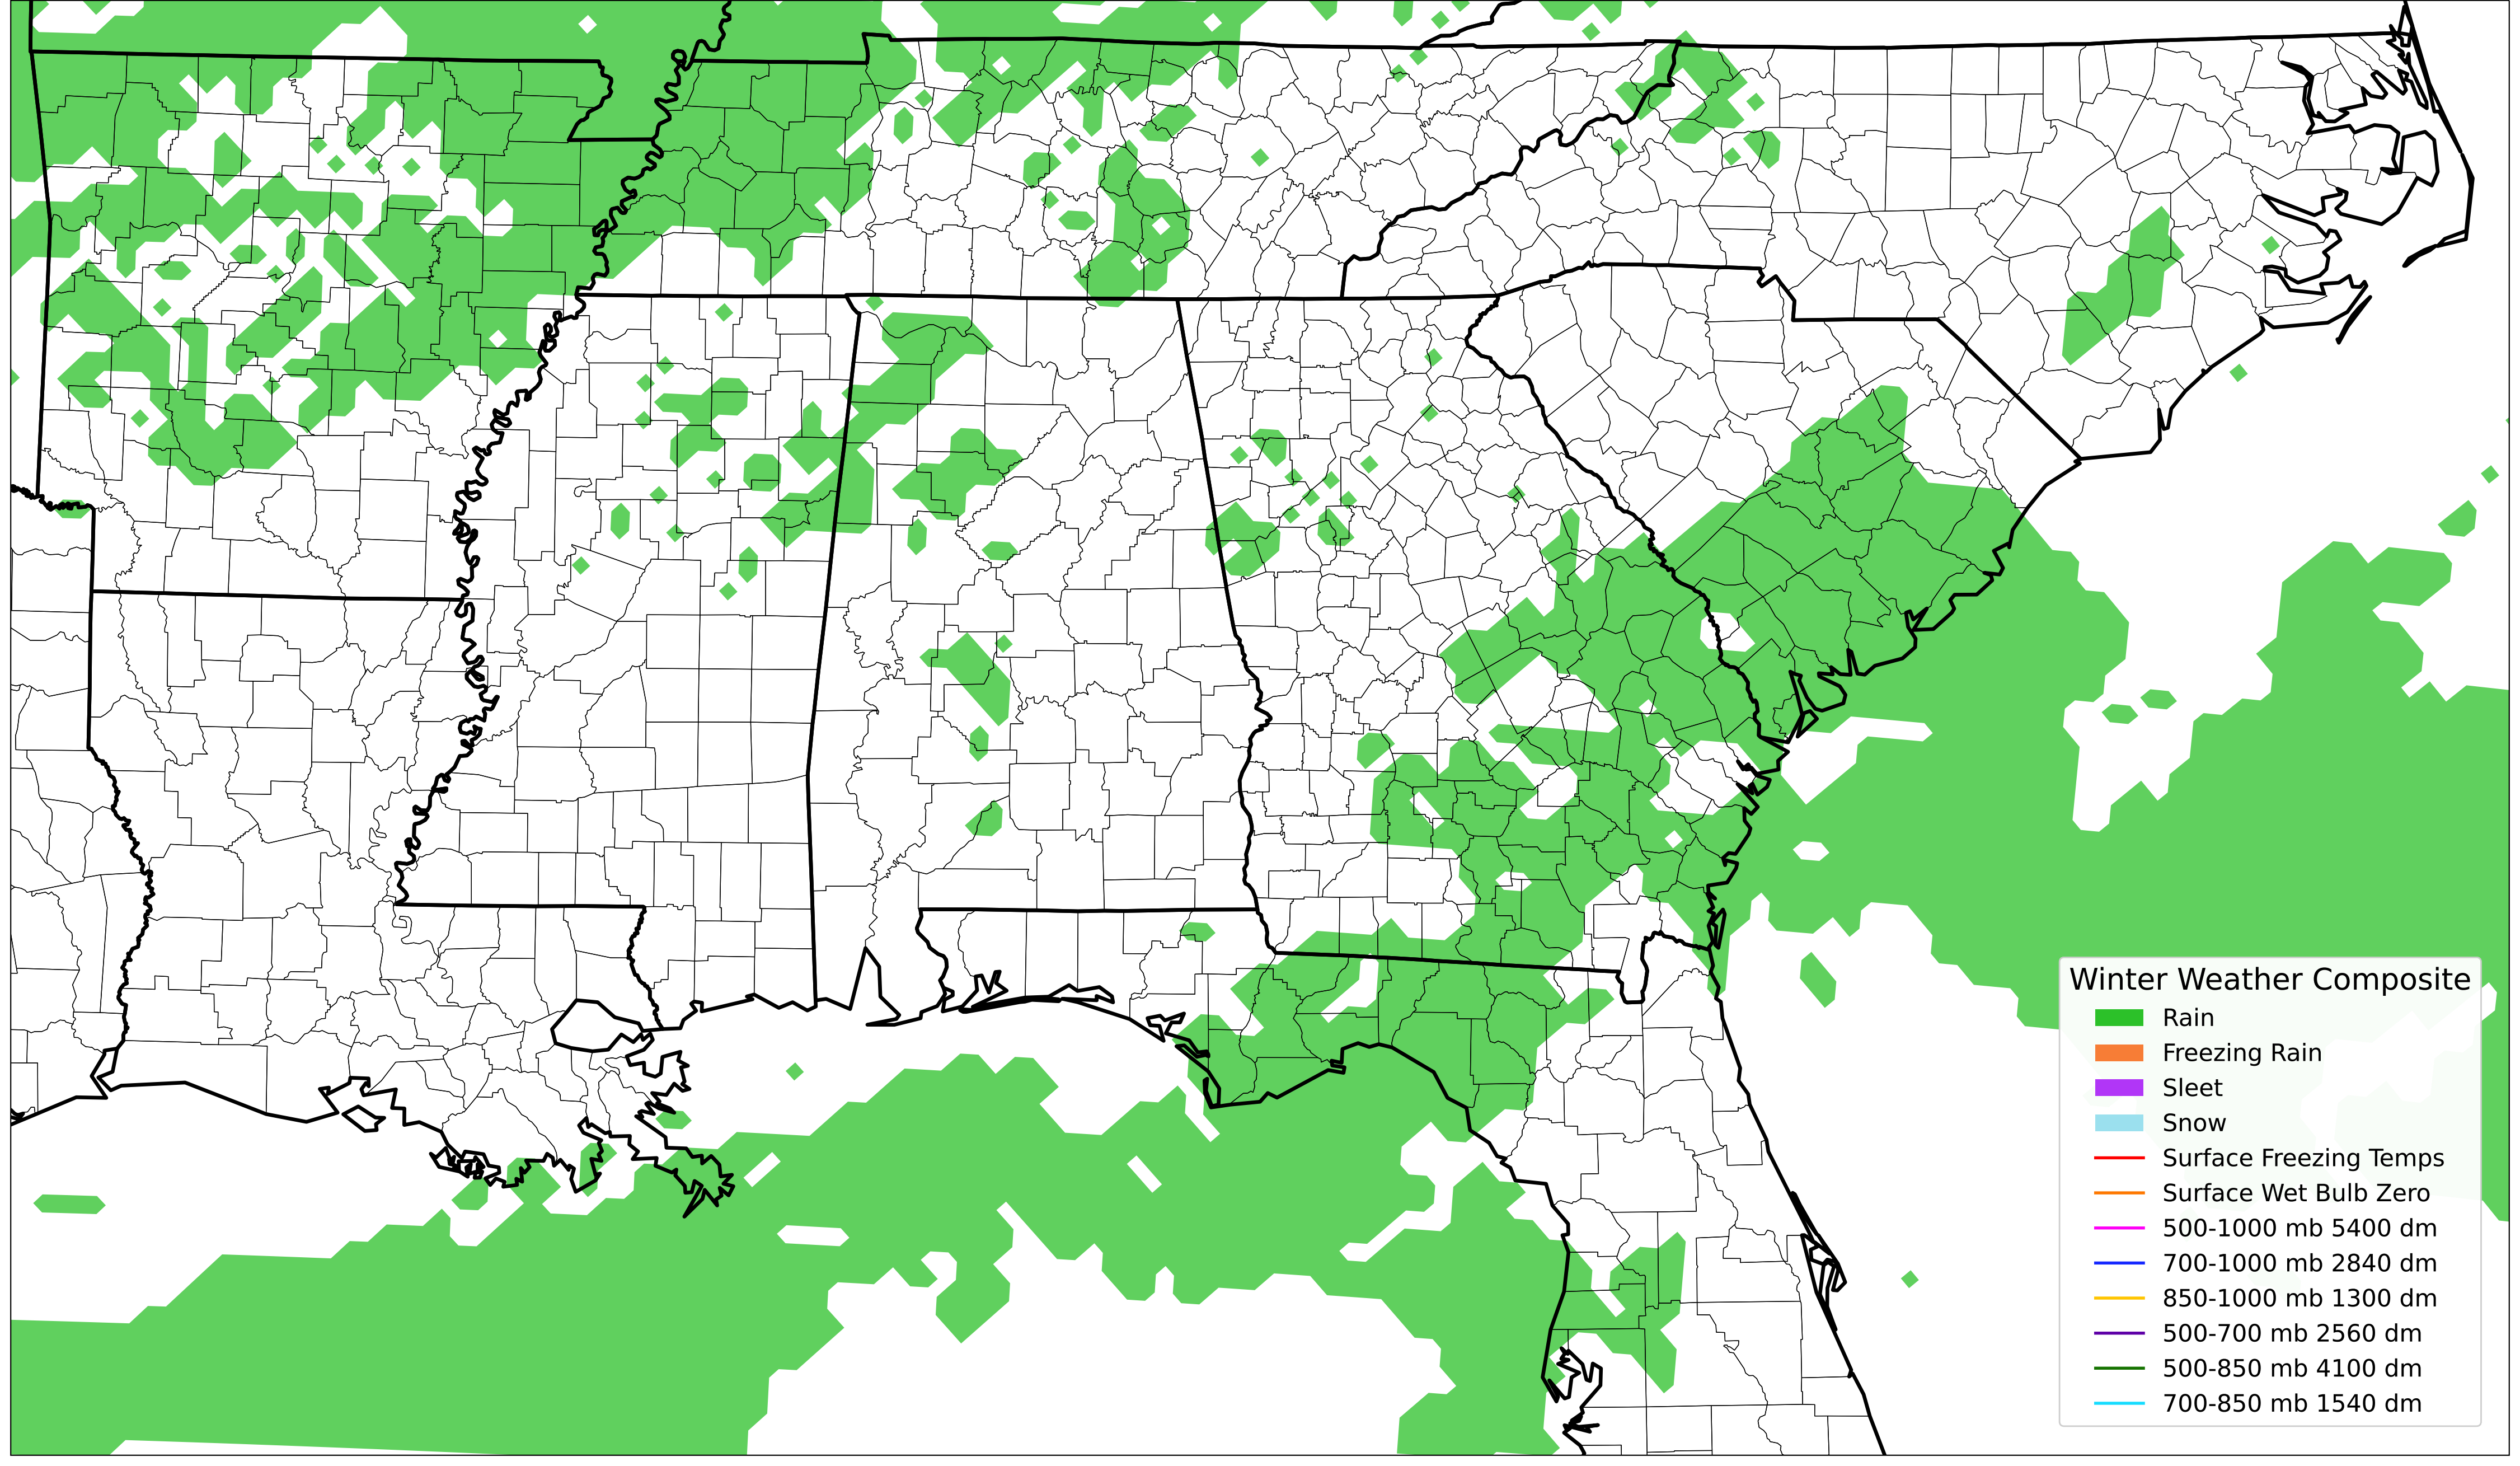 Winter Weather Composite
Rain
Freezing Rain
Sleet
Snow
Surface Freezing Temps
Surface Wet Bulb Zero
500-1000 mb 5400 dm
700-1000 mb 2840 dm
850-1000 mb 1300 dm
500-700 mb 2560 dm
500-850 mb 4100 dm
700-850 mb 1540 dm